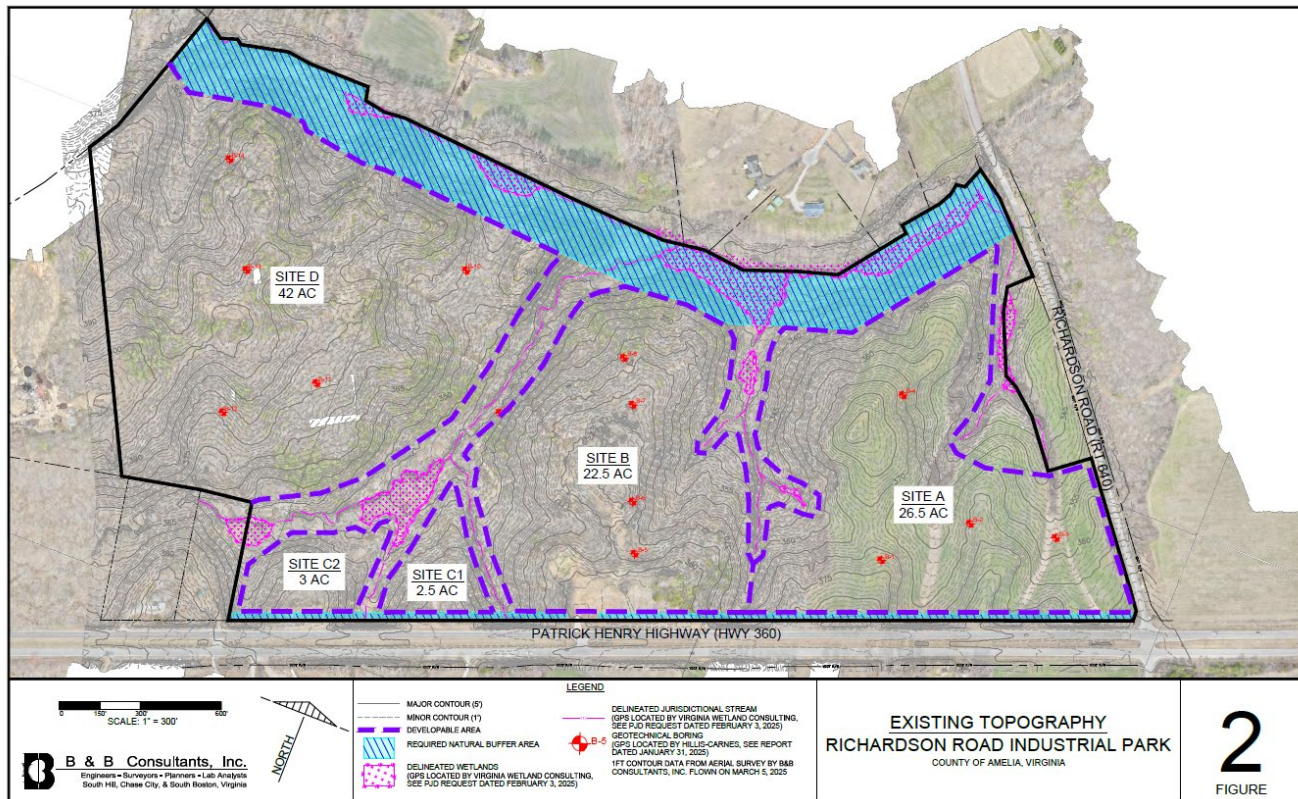 SITE D
42 AC
SITE B
22.5 AC
SITE A
26.5 AC
SITE C2
3 AC
SITE C1
2.5 AC
RICHARDSON ROAD (RT 640)
PATRICK HENRY HIGHWAY (HWY 360)
0 150' 300' 600'
SCALE: 1" = 300'
NORTH
B & B Consultants, Inc.
Engineers • Surveyors • Planners • Lab Analysts
South Hill, Chase City, & South Boston, Virginia
LEGEND
MAJOR CONTOUR (5')
MINOR CONTOUR (1')
DEVELOPABLE AREA
REQUIRED NATURAL BUFFER AREA
DELINEATED WETLANDS
(GPS LOCATED BY VIRGINIA WETLAND CONSULTING,
SEE PJD REQUEST DATED FEBRUARY 3, 2025)
DELINEATED JURISDICTIONAL STREAM
(GPS LOCATED BY VIRGINIA WETLAND CONSULTING,
SEE PJD REQUEST DATED FEBRUARY 3, 2025)
B-5
GEOTECHNICAL BORING
(GPS LOCATED BY HILLIS-CARNES, SEE REPORT
DATED JANUARY 31, 2025)
1FT CONTOUR DATA FROM AERIAL SURVEY BY B&B
CONSULTANTS, INC. FLOWN ON MARCH 5, 2025
EXISTING TOPOGRAPHY
RICHARDSON ROAD INDUSTRIAL PARK
COUNTY OF AMELIA, VIRGINIA
2
FIGURE